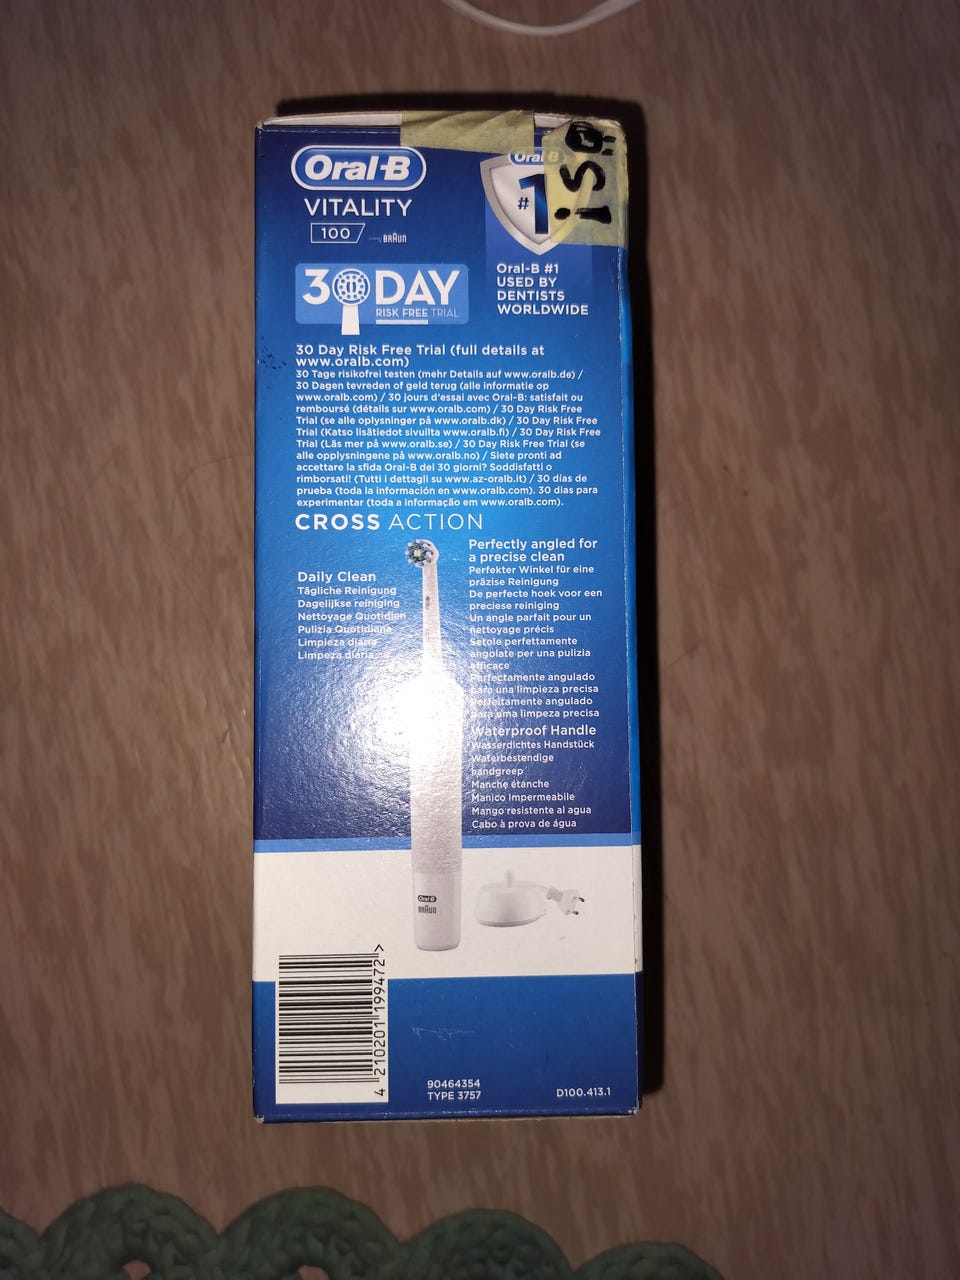 Oral-B
VITALITY
100
BRAUN
Oral-B
#1
Oral-B #1
USED BY
DENTISTS
WORLDWIDE
30 DAY
RISK FREE TRIAL
30 Day Risk Free Trial (full details at
www.oralb.com)
30 Tage risikofrei testen (mehr Details auf www.oralb.de) /
30 Dagen tevreden of geld terug (alle informatie op
www.oralb.com) / 30 jours d'essai avec Oral-B: satisfait ou
remboursé (détails sur www.oralb.com) / 30 Day Risk Free
Trial (se alle oplysninger på www.oralb.dk) / 30 Day Risk Free
Trial (Katso lisätiedot sivuilta www.oralb.fi) / 30 Day Risk Free
Trial (Läs mer på www.oralb.se) / 30 Day Risk Free Trial (se
alle opplysningene på www.oralb.no) / Siete pronti ad
accettare la sfida Oral-B dei 30 giorni? Soddisfatti o
rimborsati! (Tutti i dettagli su www.az-oralb.it) / 30 días de
prueba (toda la información en www.oralb.com). 30 dias para
experimentar (toda a informação em www.oralb.com).
CROSS ACTION
Daily Clean
Tägliche Reinigung
Dagelijkse reiniging
Nettoyage Quotidien
Pulizia Quotidiana
Limpieza diaria
Limpeza diária
Perfectly angled for
a precise clean
Perfekter Winkel für eine
präzise Reinigung
De perfecte hoek voor een
preciese reiniging
Un angle parfait pour un
nettoyage précis
Setole perfettamente
angolate per una pulizia
efficace
Perfectamente angulado
para una limpieza precisa
Perfeitamente angulado
para uma limpeza precisa
Waterproof Handle
Wasserdichtes Handstück
Waterbestendige
handgreep
Manche étanche
Manico Impermeabile
Mango resistente al agua
Cabo à prova de água
Oral-B
BRAUN
4 210201 199472 >
90464354
TYPE 3757
D100.413.1